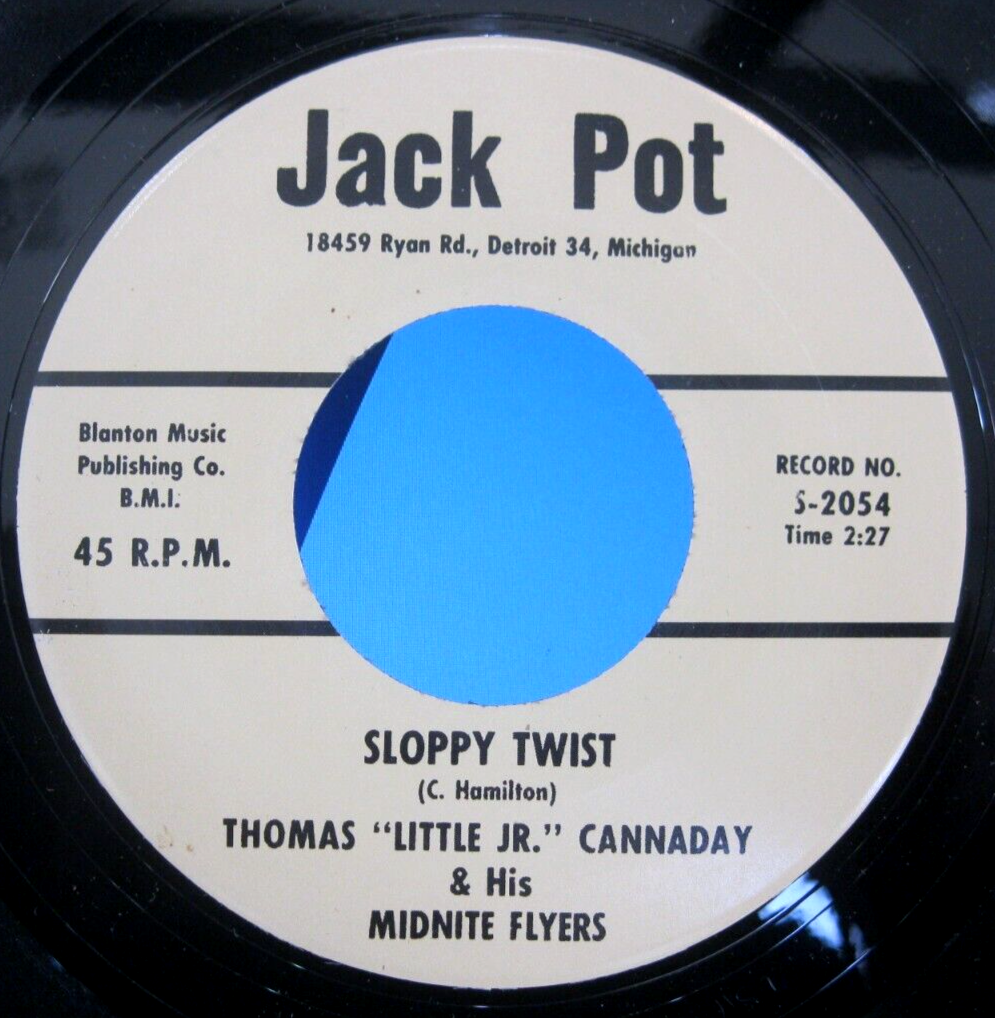 Jack Pot
18459 Ryan Rd., Detroit 34, Michigan
Blanton Music
Publishing Co.
B.M.I.
45 R.P.M.
RECORD NO.
S-2054
Time 2:27
SLOPPY TWIST
(C. Hamilton)
THOMAS “LITTLE JR.” CANNADAY
& His
MIDNITE FLYERS